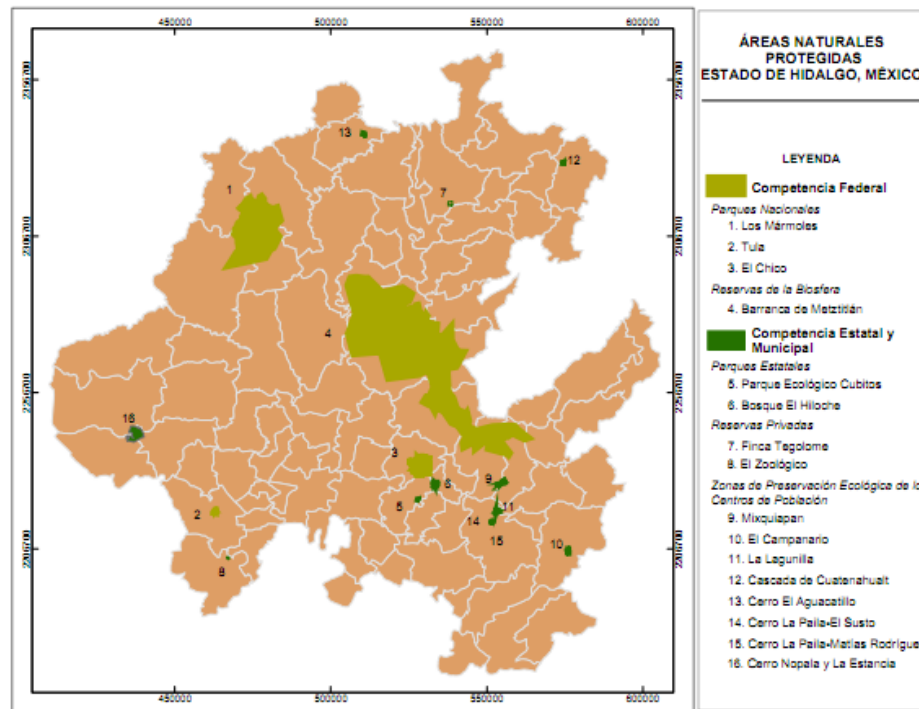 450000 500000 550000 600000
ÁREAS NATURALES
PROTEGIDAS
ESTADO DE HIDALGO, MÉXICO
LEYENDA
Competencia Federal
Parques Nacionales
1. Los Mármoles
2. Tula
3. El Chico
Reservas de la Biosfera
4. Barranca de Metztitlán
Competencia Estatal y
Municipal
Parques Estatales
5. Parque Ecológico Cubitos
6. Bosque El Hiloche
Reservas Privadas
7. Finca Tegolome
8. El Zoológico
Zonas de Preservación Ecológica de lo
Centros de Población
9. Mixquiapan
10. El Campanario
11. La Lagunilla
12. Cascada de Cuatenahualt
13. Cerro El Aguacatillo
14. Cerro La Paila-El Susto
15. Cerro La Paila-Matías Rodrígue
16. Cerro Nopala y La Estancia
13
12
1
7
4
16
3
9
6
5
11
2
14
15
10
8
2206700
450000 500000 550000 600000